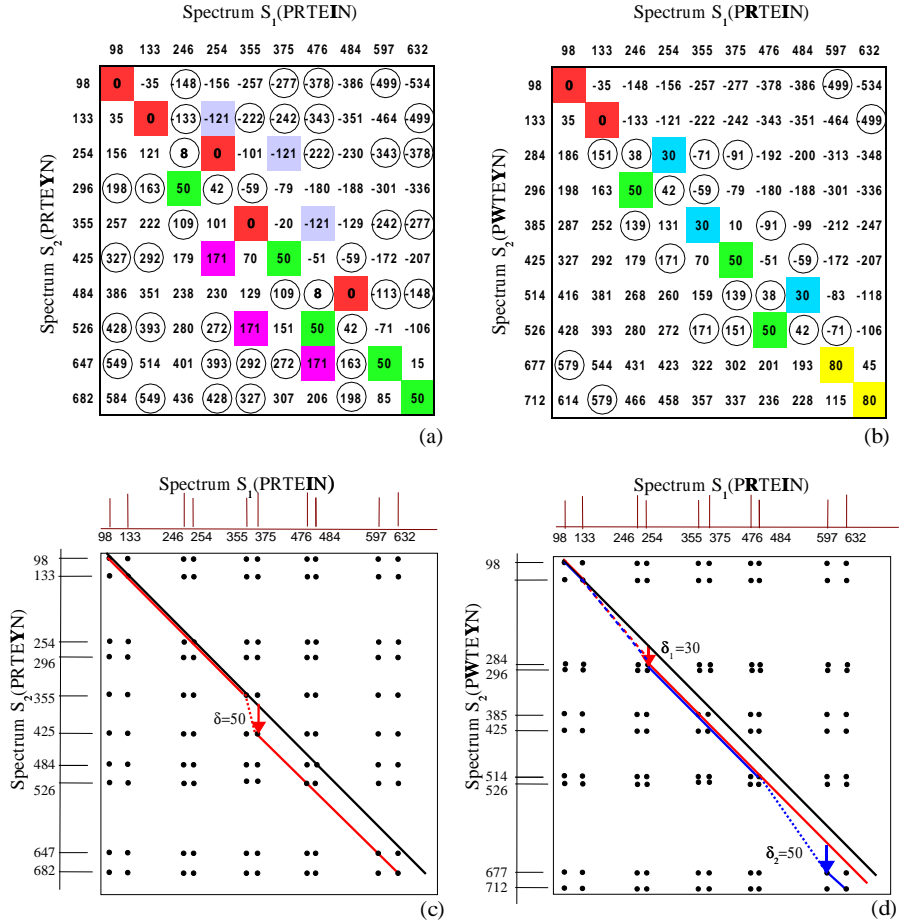 Spectrum S1(PRTEIN)
98 133 246 254 355 375 476 484 597 632
Spectrum S2(PRTEYN)
98 0 -35 -148 -156 -257 -277 -378 -386 -499 -534
133 35 0 -133 -121 -222 -242 -343 -351 -464 -499
254 156 121 8 0 -101 -121 -222 -230 -343 -378
296 198 163 50 42 -59 -79 -180 -188 -301 -336
355 257 222 109 101 0 -20 -121 -129 -242 -277
425 327 292 179 171 70 50 -51 -59 -172 -207
484 386 351 238 230 129 109 8 0 -113 -148
526 428 393 280 272 171 151 50 42 -71 -106
647 549 514 401 393 292 272 171 163 50 15
682 584 549 436 428 327 307 206 198 85 50
(a)
Spectrum S1(PRTEIN)
98 133 246 254 355 375 476 484 597 632
Spectrum S2(PWTEYN)
98 0 -35 -148 -156 -257 -277 -378 -386 -499 -534
133 35 0 -133 -121 -222 -242 -343 -351 -464 -499
284 186 151 38 30 -71 -91 -192 -200 -313 -348
296 198 163 50 42 -59 -79 -180 -188 -301 -336
385 287 252 139 131 30 10 -91 -99 -212 -247
425 327 292 179 171 70 50 -51 -59 -172 -207
514 416 381 268 260 159 139 38 30 -83 -118
526 428 393 280 272 171 151 50 42 -71 -106
677 579 544 431 423 322 302 201 193 80 45
712 614 579 466 458 357 337 236 228 115 80
(b)
Spectrum S1(PRTEIN)
98 133 246 254 355 375 476 484 597 632
Spectrum S2(PRTEYN)
98
133
254
296
355
δ=50
425
484
526
647
682
(c)
Spectrum S1(PRTEIN)
98 133 246 254 355 375 476 484 597 632
Spectrum S2(PWTEYN)
98
δ1=30
284
296
385
425
514
526
δ2=50
677
712
(d)